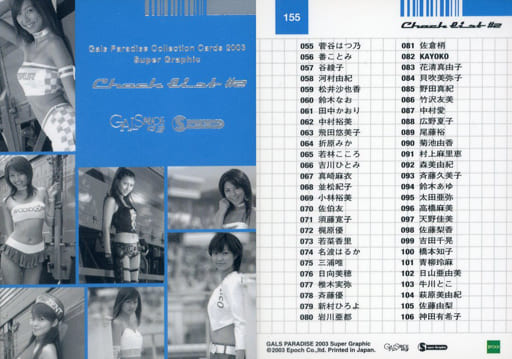 Gals Paradise Collection Cards 2003
Super Graphic
Check list #2
GALS PARADISE
Super Graphic
155
Check list #2
055 菅谷はつ乃
056 番ことみ
057 谷綾子
058 河村由紀
059 松井沙也香
060 鈴木なお
061 田中かおり
062 中村裕美
063 飛田悠美子
064 折原みか
065 若林こころ
066 吉川ひとみ
067 真崎麻衣
068 並松紀子
069 小林裕美
070 佐伯友
071 須藤寛子
072 梶原優
073 若菜香里
074 名波はるか
075 三浦唯
076 日向美穂
077 椎木実弥
078 斉藤優
079 新村ひろよ
080 岩川亜都
081 佐倉梢
082 KAYOKO
083 花清真由子
084 貝吹美弥子
085 野田真紀
086 竹沢友美
087 中村愛
088 広野夏子
089 尾藤裕
090 菊池由香
091 村上麻里恵
092 森美由紀
093 斉藤久美子
094 鈴木あゆ
095 太田亜弥
096 高橋麻美
097 天野佳美
098 佐藤梨香
099 吉田千晃
100 橋本知子
101 青柳玲麻
102 日山亜由美
103 牛川とこ
104 萩原美由紀
105 佐藤由梨
106 神田有希子
GALS PARADISE 2003 Super Graphic
©2003 Epoch Co.,ltd. Printed in Japan.
Super Graphic
EPOCH